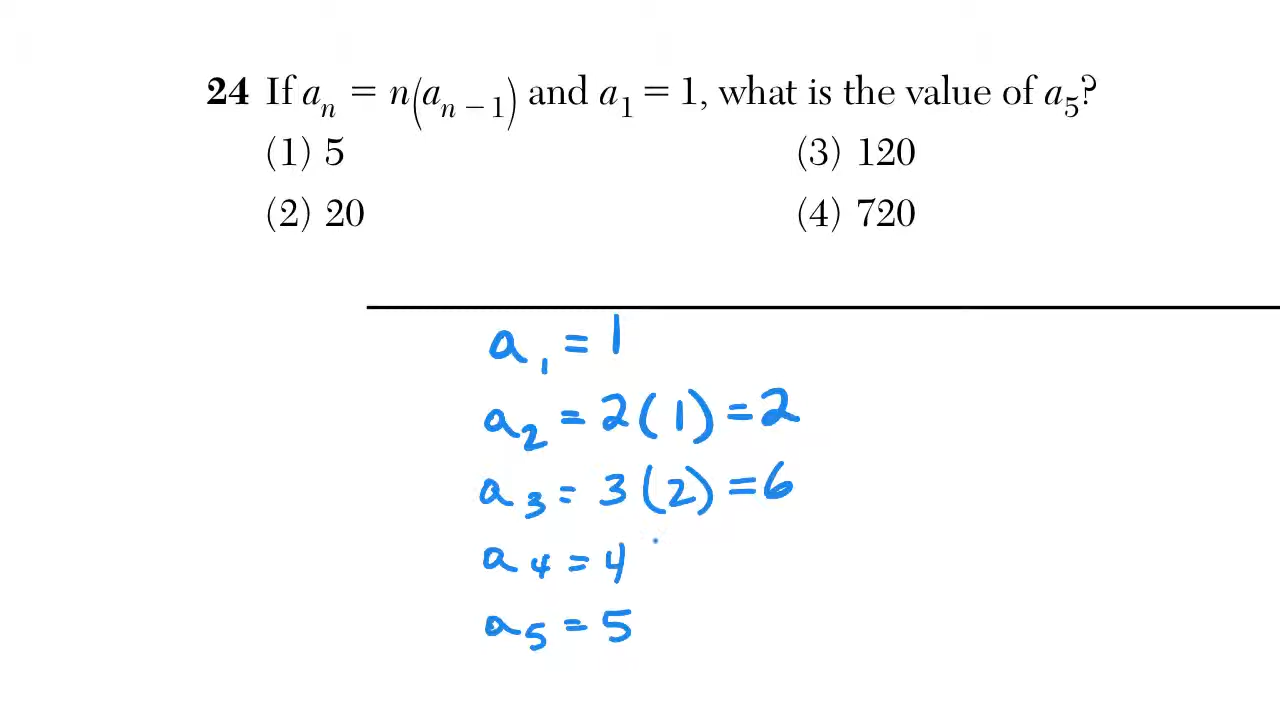 24 If aₙ = n(aₙ₋₁) and a₁ = 1, what is the value of a₅?
(1) 5 (3) 120
(2) 20 (4) 720
a₁ = 1
a₂ = 2(1) = 2
a₃ = 3(2) = 6
a₄ = 4
a₅ = 5